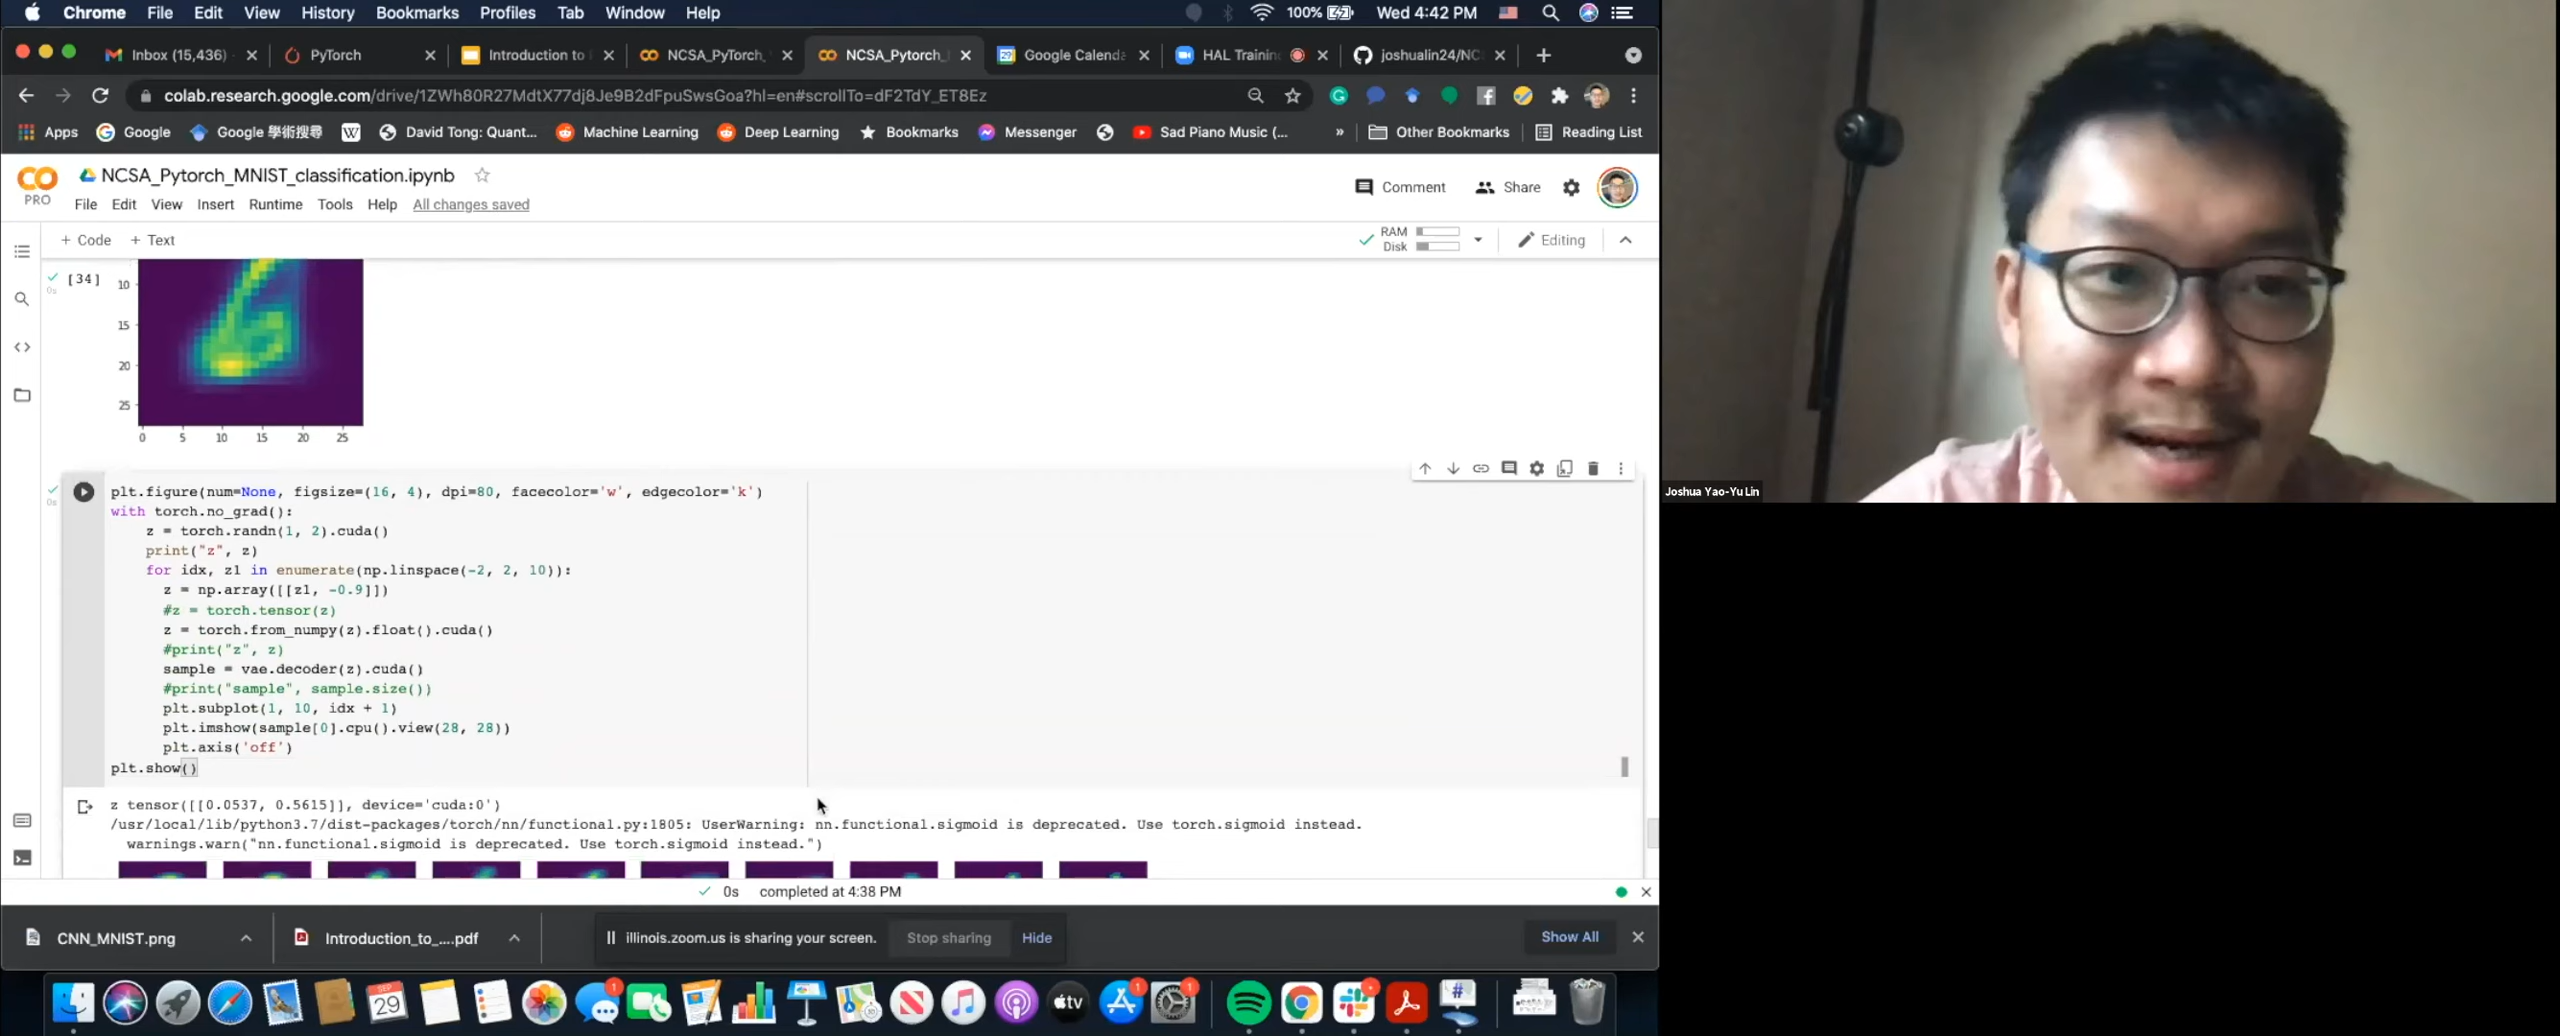 Chrome File Edit View History Bookmarks Profiles Tab Window Help 100% Wed 4:42 PM
Inbox (15,436) PyTorch Introduction to NCSA_PyTorch_ NCSA_Pytorch_ Google Calenda HAL Training joshualin24/NC
colab.research.google.com/drive/1ZWh80R27MdtX77dj8Je9B2dFpuSwsGoa?hl=en#scrollTo=dF2TdY_ET8Ez
Apps Google Google 學術搜尋 W David Tong: Quant... Machine Learning Deep Learning Bookmarks Messenger Sad Piano Music (... » Other Bookmarks Reading List
NCSA_Pytorch_MNIST_classification.ipynb
Comment Share
PRO
File Edit View Insert Runtime Tools Help All changes saved
+ Code + Text
RAM
Disk
Editing
[34]
0s
10
15
20
25
0 5 10 15 20 25
0s
plt.figure(num=None, figsize=(16, 4), dpi=80, facecolor='w', edgecolor='k')
with torch.no_grad():
z = torch.randn(1, 2).cuda()
print("z", z)
for idx, z1 in enumerate(np.linspace(-2, 2, 10)):
z = np.array([[z1, -0.9]])
#z = torch.tensor(z)
z = torch.from_numpy(z).float().cuda()
#print("z", z)
sample = vae.decoder(z).cuda()
#print("sample", sample.size())
plt.subplot(1, 10, idx + 1)
plt.imshow(sample[0].cpu().view(28, 28))
plt.axis('off')
plt.show()
z tensor([[0.0537, 0.5615]], device='cuda:0')
/usr/local/lib/python3.7/dist-packages/torch/nn/functional.py:1805: UserWarning: nn.functional.sigmoid is deprecated. Use torch.sigmoid instead.
warnings.warn("nn.functional.sigmoid is deprecated. Use torch.sigmoid instead.")
0s completed at 4:38 PM
CNN_MNIST.png Introduction_to_....pdf illinois.zoom.us is sharing your screen. Stop sharing Hide Show All
SEP
29
1
tv
1
1
#
Joshua Yao-Yu Lin